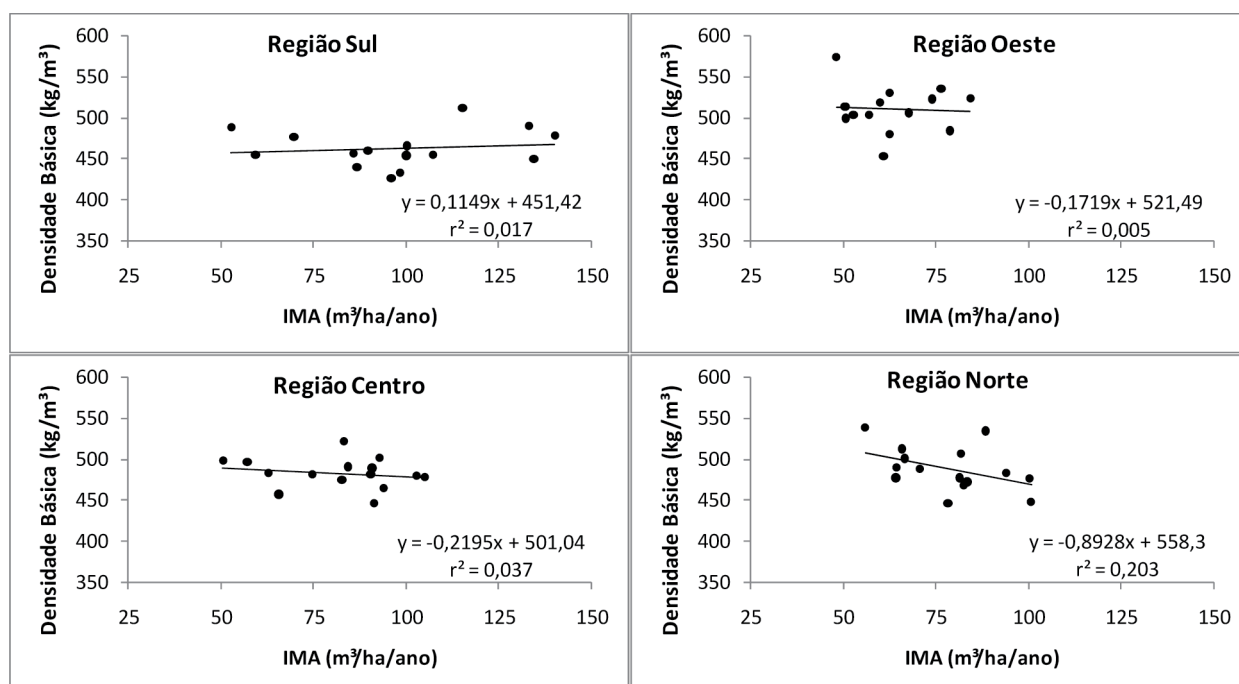 Região Sul
Densidade Básica (kg/m³)
600
550
500
450
400
350
y = 0,1149x + 451,42
r² = 0,017
25 50 75 100 125 150
IMA (m³/ha/ano)
Região Oeste
Densidade Básica (kg/m³)
600
550
500
450
400
350
y = -0,1719x + 521,49
r² = 0,005
25 50 75 100 125 150
IMA (m³/ha/ano)
Região Centro
Densidade Básica (kg/m³)
600
550
500
450
400
350
y = -0,2195x + 501,04
r² = 0,037
25 50 75 100 125 150
IMA (m³/ha/ano)
Região Norte
Densidade Básica (kg/m³)
600
550
500
450
400
350
y = -0,8928x + 558,3
r² = 0,203
25 50 75 100 125 150
IMA (m³/ha/ano)